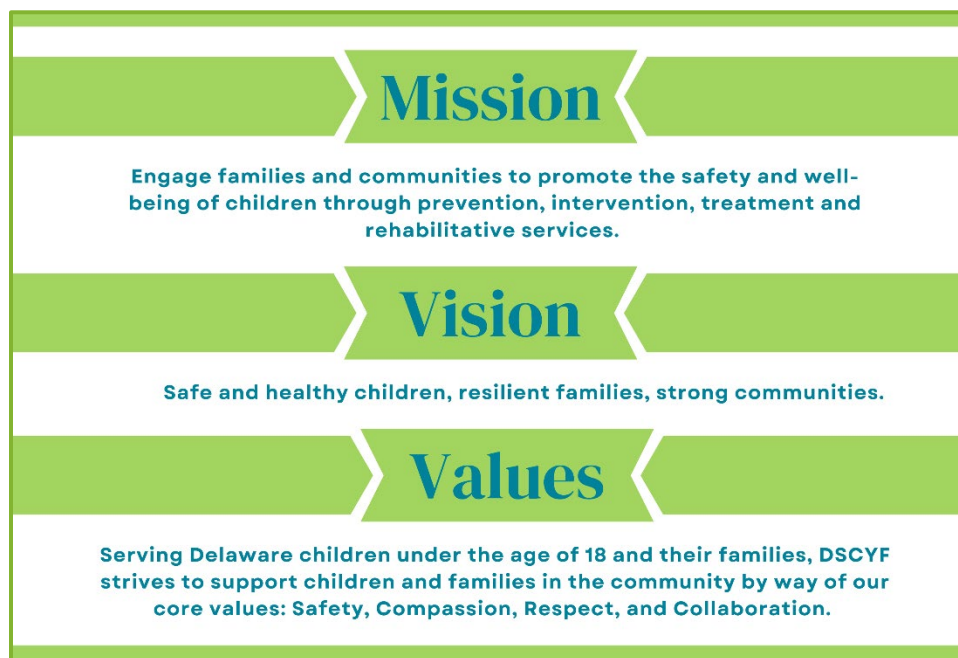 Mission
Engage families and communities to promote the safety and well-
being of children through prevention, intervention, treatment and
rehabilitative services.
Vision
Safe and healthy children, resilient families, strong communities.
Values
Serving Delaware children under the age of 18 and their families, DSCYF
strives to support children and families in the community by way of our
core values: Safety, Compassion, Respect, and Collaboration.